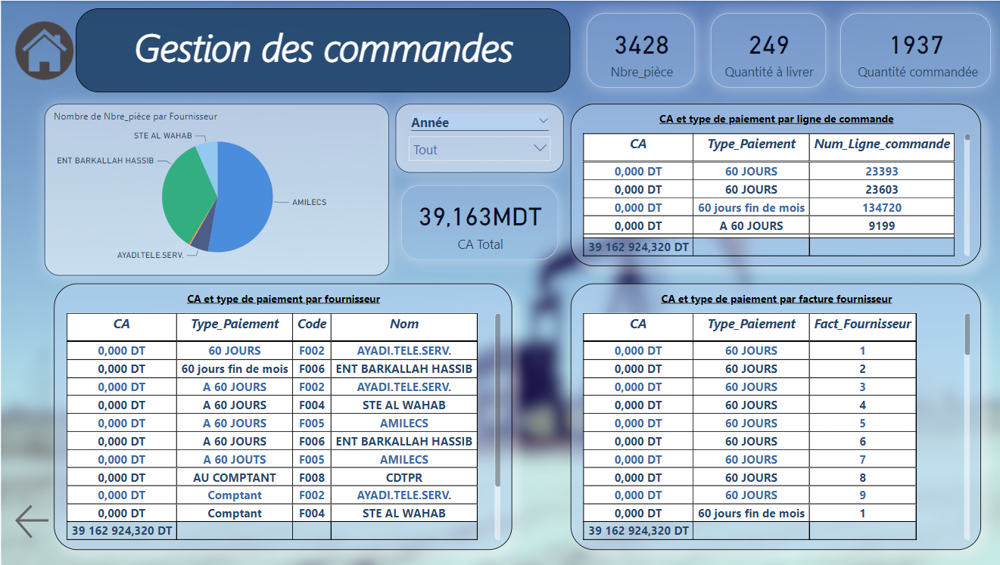 Gestion des commandes
3428
Nbre_pièce
249
Quantité à livrer
1937
Quantité commandée
Nombre de Nbre_pièce par Fournisseur
STE AL WAHAB
ENT BARKALLAH HASSIB
AMILECS
AYADI.TELE.SERV.
Année
Tout
39,163MDT
CA Total
CA et type de paiement par ligne de commande
CA Type_Paiement Num_Ligne_commande
0,000 DT 60 JOURS 23393
0,000 DT 60 JOURS 23603
0,000 DT 60 jours fin de mois 134720
0,000 DT A 60 JOURS 9199
39 162 924,320 DT
CA et type de paiement par fournisseur
CA Type_Paiement Code Nom
0,000 DT 60 JOURS F002 AYADI.TELE.SERV.
0,000 DT 60 jours fin de mois F006 ENT BARKALLAH HASSIB
0,000 DT A 60 JOURS F002 AYADI.TELE.SERV.
0,000 DT A 60 JOURS F004 STE AL WAHAB
0,000 DT A 60 JOURS F005 AMILECS
0,000 DT A 60 JOURS F006 ENT BARKALLAH HASSIB
0,000 DT A 60 JOUTS F005 AMILECS
0,000 DT AU COMPTANT F008 CDTPR
0,000 DT Comptant F002 AYADI.TELE.SERV.
0,000 DT Comptant F004 STE AL WAHAB
39 162 924,320 DT
CA et type de paiement par facture fournisseur
CA Type_Paiement Fact_Fournisseur
0,000 DT 60 JOURS 1
0,000 DT 60 JOURS 2
0,000 DT 60 JOURS 3
0,000 DT 60 JOURS 4
0,000 DT 60 JOURS 5
0,000 DT 60 JOURS 6
0,000 DT 60 JOURS 7
0,000 DT 60 JOURS 8
0,000 DT 60 JOURS 9
0,000 DT 60 jours fin de mois 1
39 162 924,320 DT